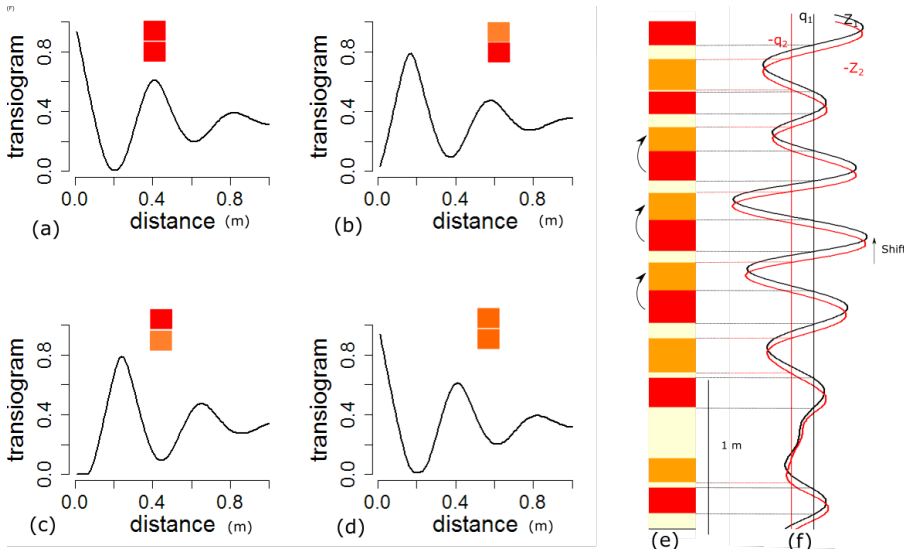 (F)
transiogram
0.0 0.4 0.8
0.0 0.4 0.8
(a) distance (m)
transiogram
0.0 0.4 0.8
0.0 0.4 0.8
(b) distance (m)
transiogram
0.0 0.4 0.8
0.0 0.4 0.8
(c) distance (m)
transiogram
0.0 0.4 0.8
0.0 0.4 0.8
(d) distance (m)
q1 Z1
-q2
-Z2
Shift
1 m
(e) (f)